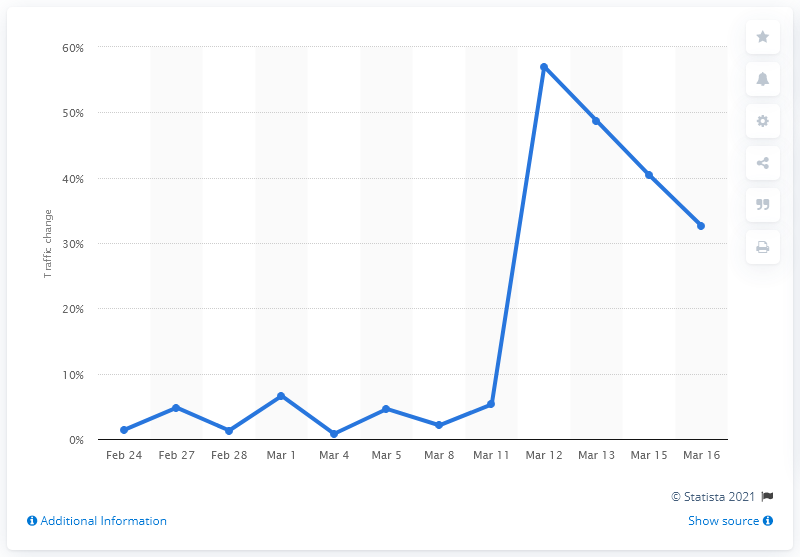 60%
50%
40%
30%
20%
10%
0%
Traffic change
Feb 24 Feb 27 Feb 28 Mar 1 Mar 4 Mar 5 Mar 8 Mar 11 Mar 12 Mar 13 Mar 15 Mar 16
© Statista 2021
Additional Information Show source